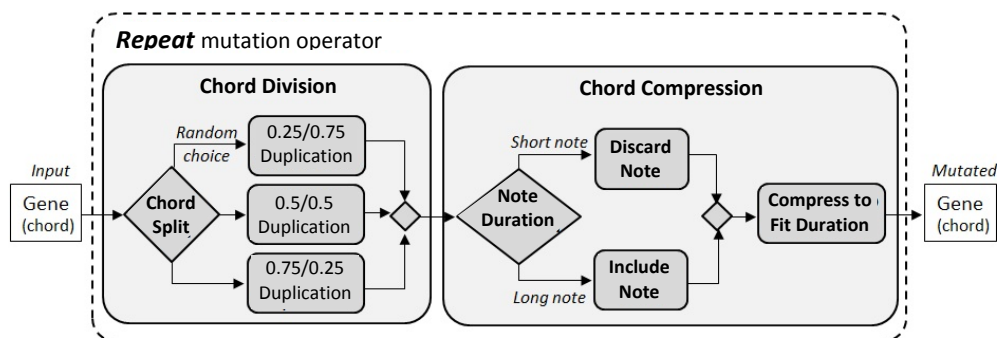 Repeat mutation operator
Chord Division
Chord Compression
Random
choice
0.25/0.75
Duplication
Short note
Discard
Note
Input
Gene
(chord)
Chord
Split
0.5/0.5
Duplication
Note
Duration
Compress to
Fit Duration
Mutated
Gene
(chord)
0.75/0.25
Duplication
Include
Note
Long note